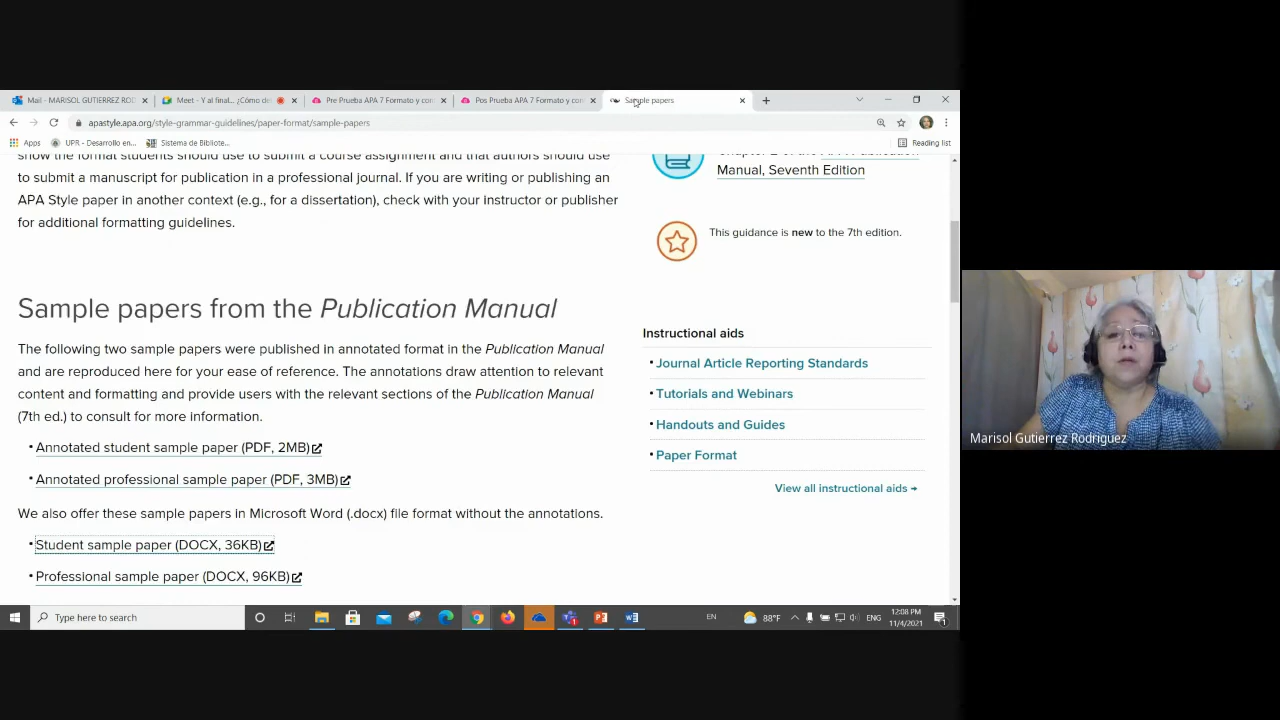 Mail - MARISOL GUTIERREZ ROD
Meet - Y al final... ¿Cómo de
Pre Prueba APA 7 Formato y con
Pos Prueba APA 7 Formato y con
Sample papers
apastyle.apa.org/style-grammar-guidelines/paper-format/sample-papers
Apps
UPR - Desarrollo en...
Sistema de Bibliote...
Reading list
show the format students should use to submit a course assignment and that authors should use
to submit a manuscript for publication in a professional journal. If you are writing or publishing an
APA Style paper in another context (e.g., for a dissertation), check with your instructor or publisher
for additional formatting guidelines.
Manual, Seventh Edition
This guidance is new to the 7th edition.
Sample papers from the Publication Manual
The following two sample papers were published in annotated format in the Publication Manual
and are reproduced here for your ease of reference. The annotations draw attention to relevant
content and formatting and provide users with the relevant sections of the Publication Manual
(7th ed.) to consult for more information.
• Annotated student sample paper (PDF, 2MB)
• Annotated professional sample paper (PDF, 3MB)
We also offer these sample papers in Microsoft Word (.docx) file format without the annotations.
• Student sample paper (DOCX, 36KB)
• Professional sample paper (DOCX, 96KB)
Instructional aids
• Journal Article Reporting Standards
• Tutorials and Webinars
• Handouts and Guides
• Paper Format
View all instructional aids
Marisol Gutierrez Rodriguez
Type here to search
EN
88°F
ENG
12:08 PM
11/4/2021